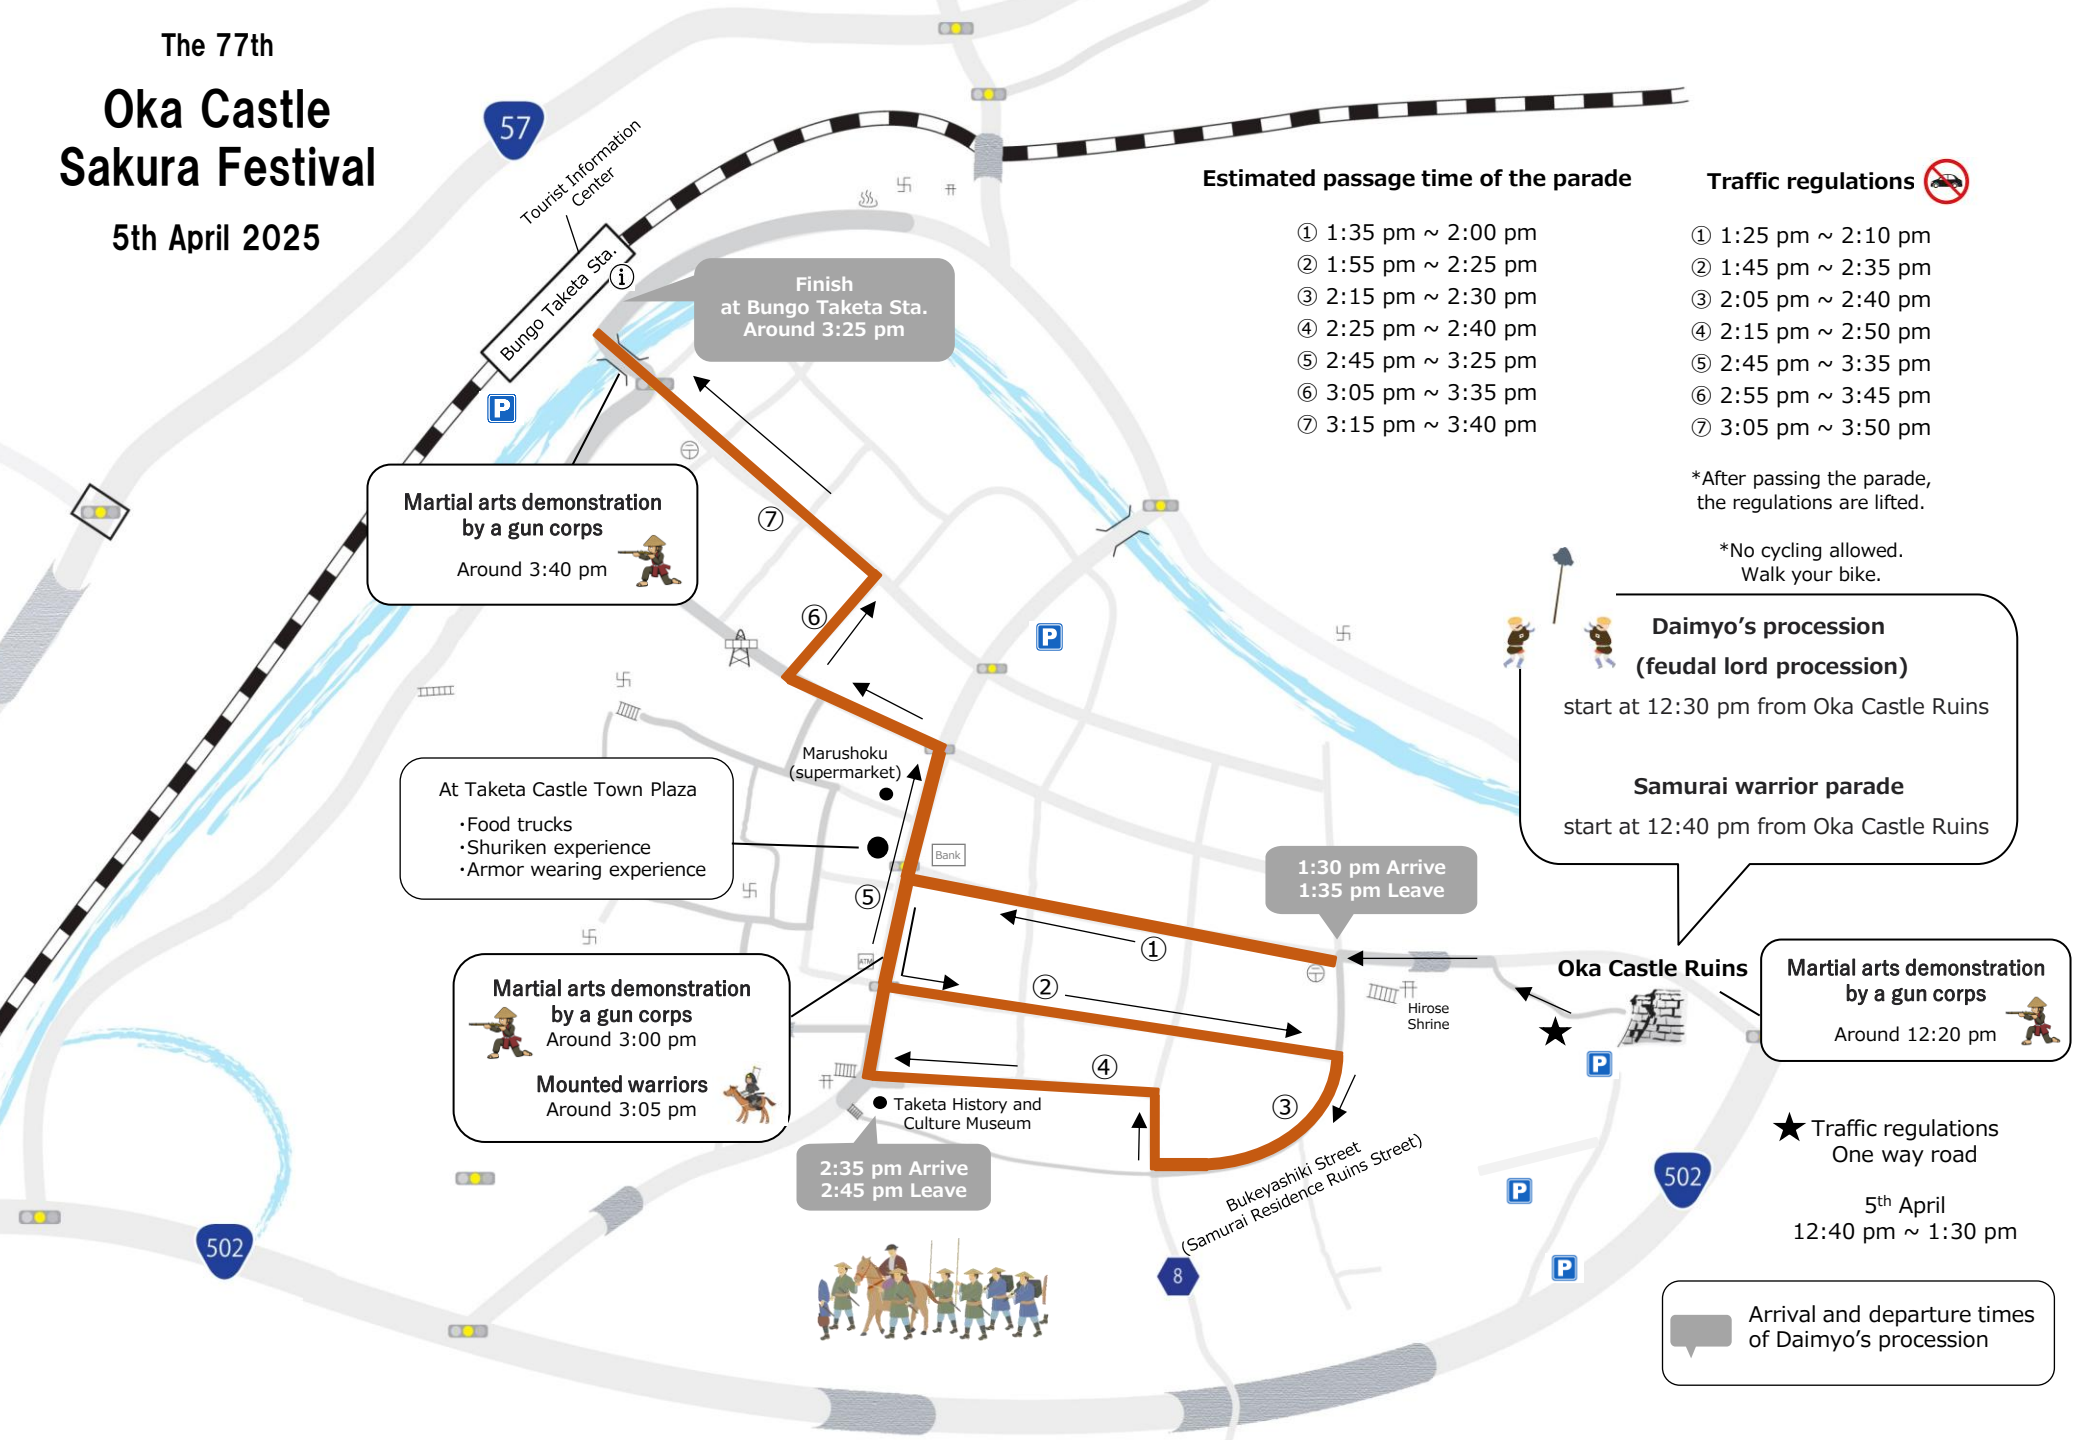 The 77th
Oka Castle
Sakura Festival
5th April 2025
57
Tourist Information
Center
Bungo Taketa Sta.
i
Finish
at Bungo Taketa Sta.
Around 3:25 pm
Estimated passage time of the parade
① 1:35 pm ~ 2:00 pm
② 1:55 pm ~ 2:25 pm
③ 2:15 pm ~ 2:30 pm
④ 2:25 pm ~ 2:40 pm
⑤ 2:45 pm ~ 3:25 pm
⑥ 3:05 pm ~ 3:35 pm
⑦ 3:15 pm ~ 3:40 pm
Traffic regulations
① 1:25 pm ~ 2:10 pm
② 1:45 pm ~ 2:35 pm
③ 2:05 pm ~ 2:40 pm
④ 2:15 pm ~ 2:50 pm
⑤ 2:45 pm ~ 3:35 pm
⑥ 2:55 pm ~ 3:45 pm
⑦ 3:05 pm ~ 3:50 pm
*After passing the parade,
the regulations are lifted.
*No cycling allowed.
Walk your bike.
P
Martial arts demonstration
by a gun corps
Around 3:40 pm
⑦
⑥
P
Daimyo's procession
(feudal lord procession)
start at 12:30 pm from Oka Castle Ruins
Samurai warrior parade
start at 12:40 pm from Oka Castle Ruins
Marushoku
(supermarket)
At Taketa Castle Town Plaza
・Food trucks
・Shuriken experience
・Armor wearing experience
Bank
⑤
1:30 pm Arrive
1:35 pm Leave
①
②
ATM
Martial arts demonstration
by a gun corps
Around 3:00 pm
Mounted warriors
Around 3:05 pm
Hirose
Shrine
Oka Castle Ruins
P
Martial arts demonstration
by a gun corps
Around 12:20 pm
④
③
Taketa History and
Culture Museum
2:35 pm Arrive
2:45 pm Leave
Bukeyashiki Street
(Samurai Residence Ruins Street)
★ Traffic regulations
One way road
5th April
12:40 pm ~ 1:30 pm
P
502
502
8
P
Arrival and departure times
of Daimyo's procession